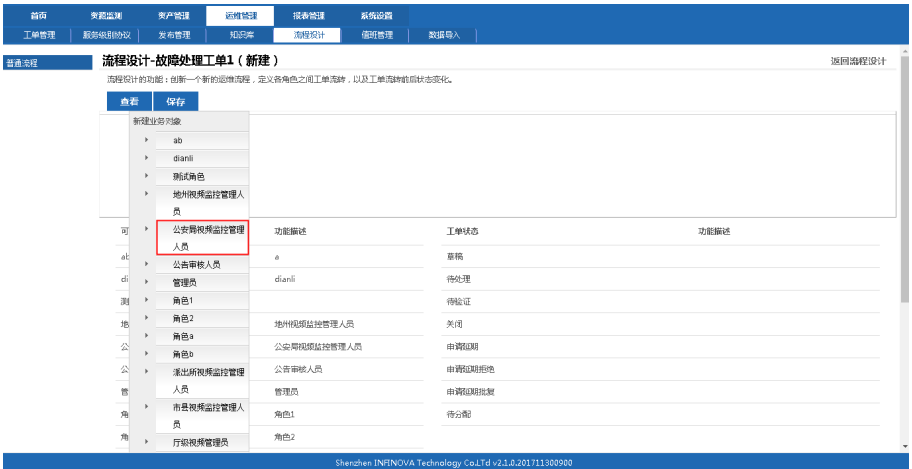 首页 资源监测 资产管理 运维管理 报表管理 系统设置
工单管理 服务级别协议 发布管理 知识库 流程设计 值班管理 数据导入
普通流程
流程设计-故障处理工单1（新建）
返回流程设计
流程设计的功能：创新一个新的运维流程，定义各角色之间工单流转，以及工单流转前后状态变化。
查看 保存
新建业务对象
ab
dianli
测试角色
地州视频监控管理人
员
公安局视频监控管理
人员
公告审核人员
管理员
角色1
角色2
角色a
角色b
派出所视频监控管理
人员
市县视频监控管理人
员
厅级视频管理员
可 功能描述 工单状态 功能描述
ab a 草稿
di dianli 待处理
测 待验证
地 地州视频监控管理人员 关闭
公 公安局视频监控管理人员 申请延期
公 公告审核人员 申请延期拒绝
管 管理员 申请延期批复
角 角色1 待分配
角 角色2
Shenzhen INFINOVA Technology Co.LTd v2.1.0.201711300900